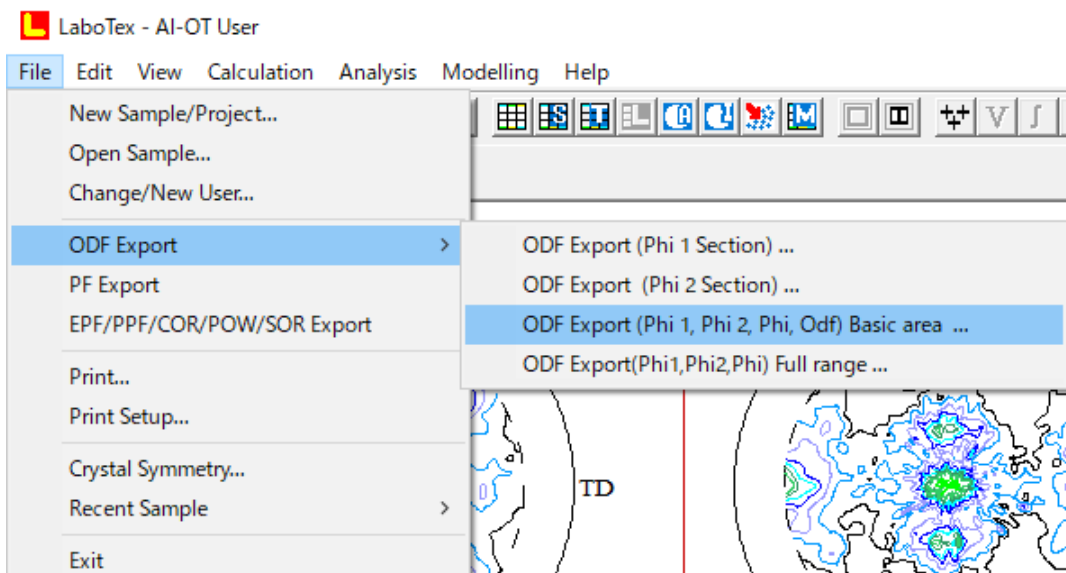 LaboTex - Al-OT User
File Edit View Calculation Analysis Modelling Help
New Sample/Project...
Open Sample...
Change/New User...
ODF Export >
ODF Export (Phi 1 Section) ...
ODF Export (Phi 2 Section) ...
ODF Export (Phi 1, Phi 2, Phi, Odf) Basic area ...
ODF Export(Phi1,Phi2,Phi) Full range ...
PF Export
EPF/PPF/COR/POW/SOR Export
Print...
Print Setup...
Crystal Symmetry...
Recent Sample >
Exit
TD